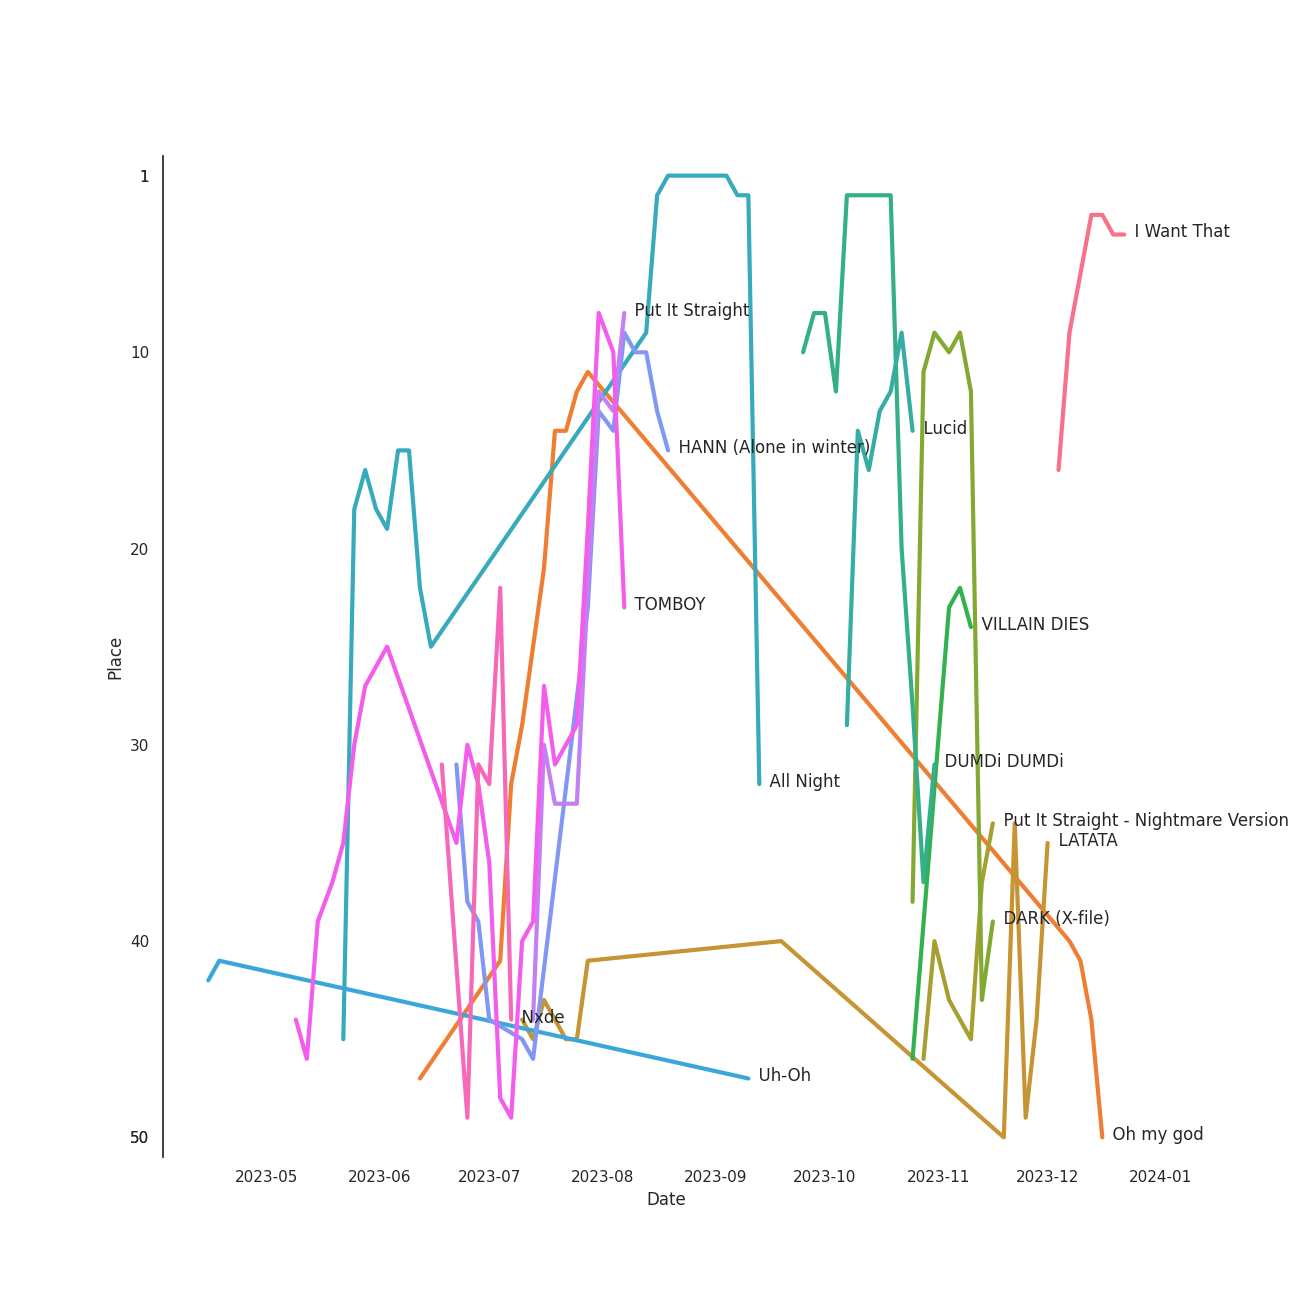 1
I Want That
Put It Straight
10
Lucid
HANN (Alone in winter)
20
TOMBOY
VILLAIN DIES
Place
30
DUMDi DUMDi
All Night
Put It Straight - Nightmare Version
LATATA
DARK (X-file)
40
Nxde
Uh-Oh
50
Oh my god
2023-05 2023-06 2023-07 2023-08 2023-09 2023-10 2023-11 2023-12 2024-01
Date